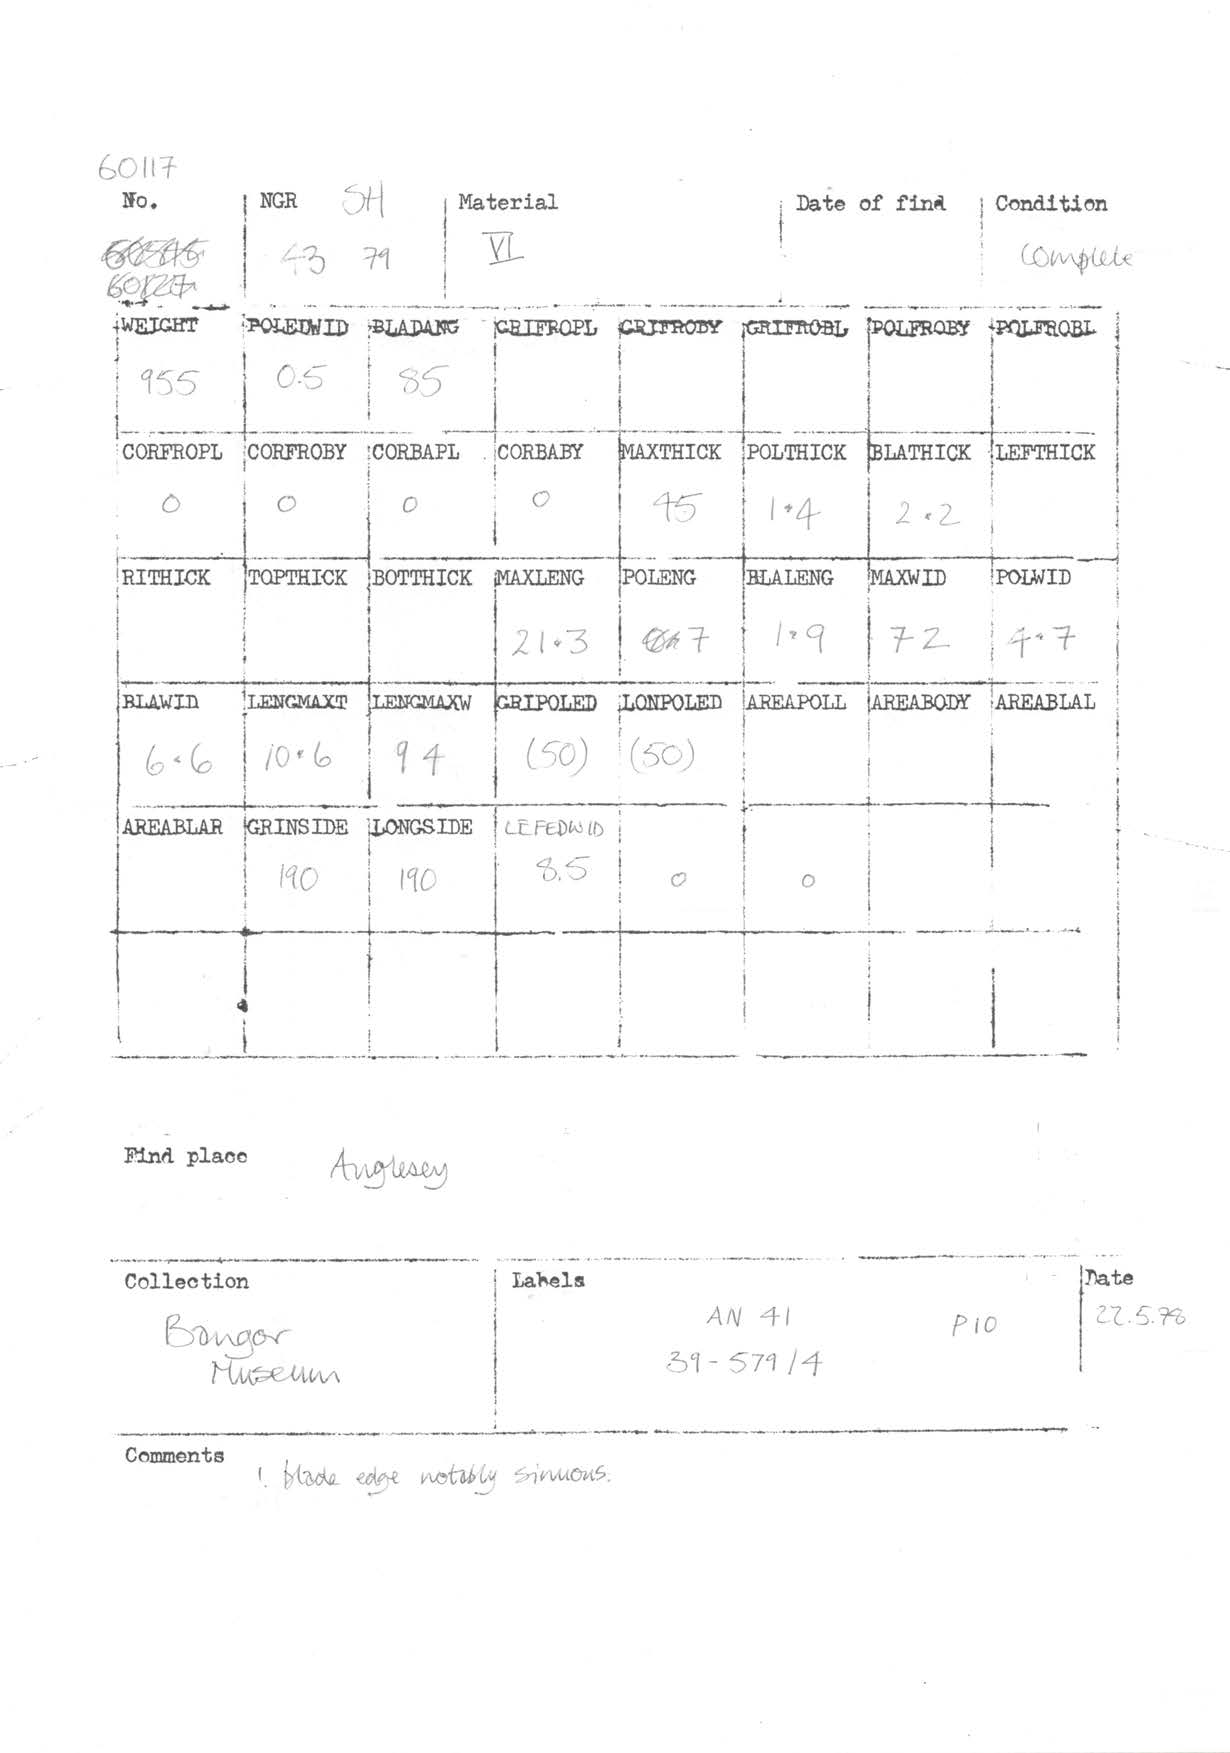 60117
No. NGR SH Material Date of find Condition
43 79 VI Complete
60127
WEIGHT POLEDWID BLADANG GRIFROPL GRIFROBY GRIFROBL POLFROBY POLFROBL
955 0.5 85
CORFROPL CORFROBY CORBAPL CORBABY MAXTHICK POLTHICK BLATHICK LEFTHICK
0 0 0 0 45 1.4 2.2
RITHICK TOPTHICK BOTTHICK MAXLENG POLENG BLALENG MAXWID POLWID
21.3 7 1.9 72 4.7
BLAWID LENGMAXT LENGMAXW GRIPOLED LONPOLED AREAPOLL AREABODY AREABLAL
6.6 10.6 94 (50) (50)
AREABLAR GRINSIDE LONGSIDE LEFEDWID
190 190 8.5 0 0
Find place Anglesey
Collection Labels Date
Bangor AN 41 P10 22.5.78
Museum 39-579/4
Comments
! blade edge notably sinuous.